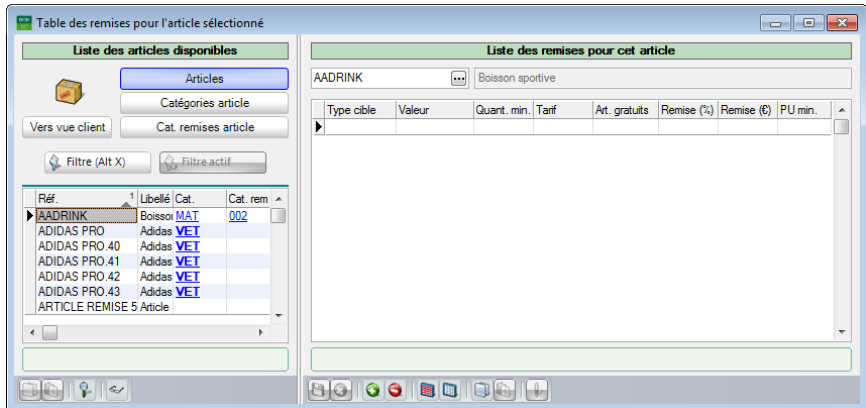 Table des remises pour l'article sélectionné
Liste des articles disponibles
Articles
Catégories article
Vers vue client
Cat. remises article
Filtre (Alt X)
Filtre actif
Réf. 1 Libellé Cat. Cat. rem
AADRINK Boisso MAT 002
ADIDAS PRO Adidas VET
ADIDAS PRO.40 Adidas VET
ADIDAS PRO.41 Adidas VET
ADIDAS PRO.42 Adidas VET
ADIDAS PRO.43 Adidas VET
ARTICLE REMISE 5 Article
Liste des remises pour cet article
AADRINK ... Boisson sportive
Type cible Valeur Quant. min. Tarif Art. gratuits Remise (%) Remise (€) PU min.